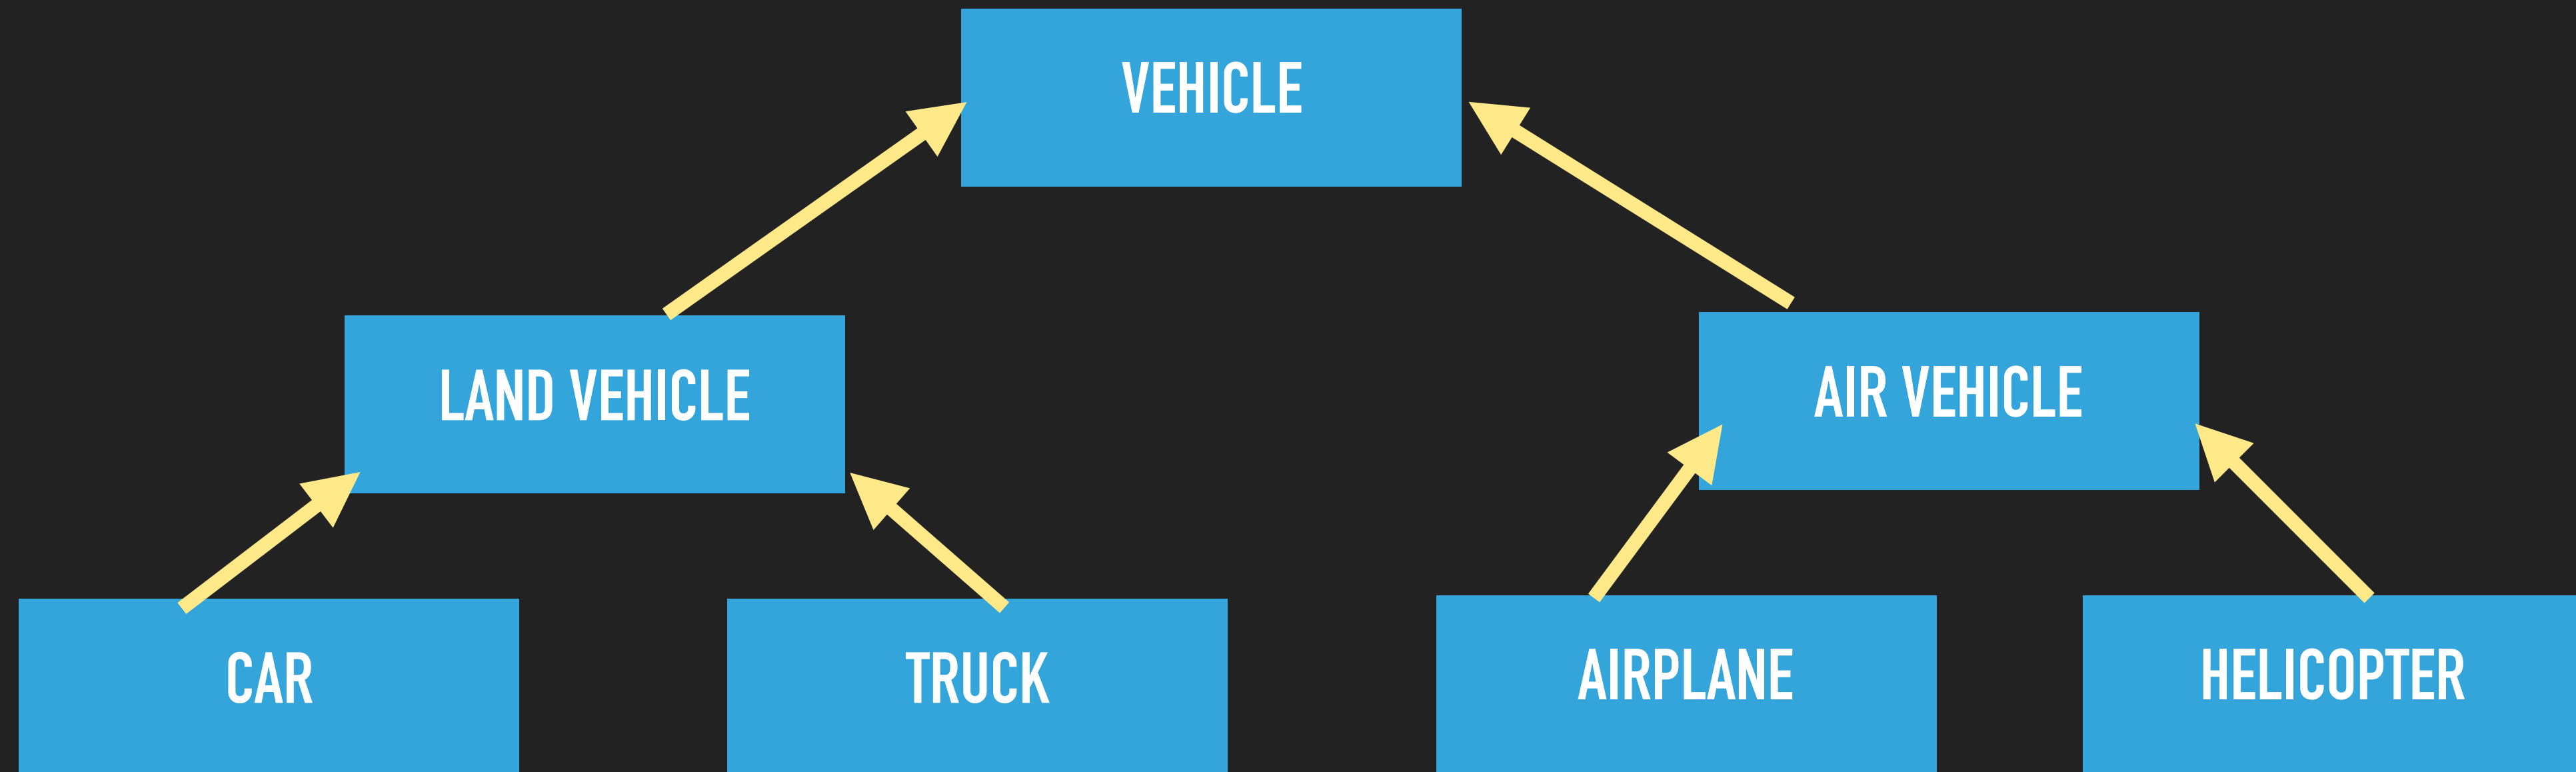 VEHICLE
LAND VEHICLE
AIR VEHICLE
CAR
TRUCK
AIRPLANE
HELICOPTER